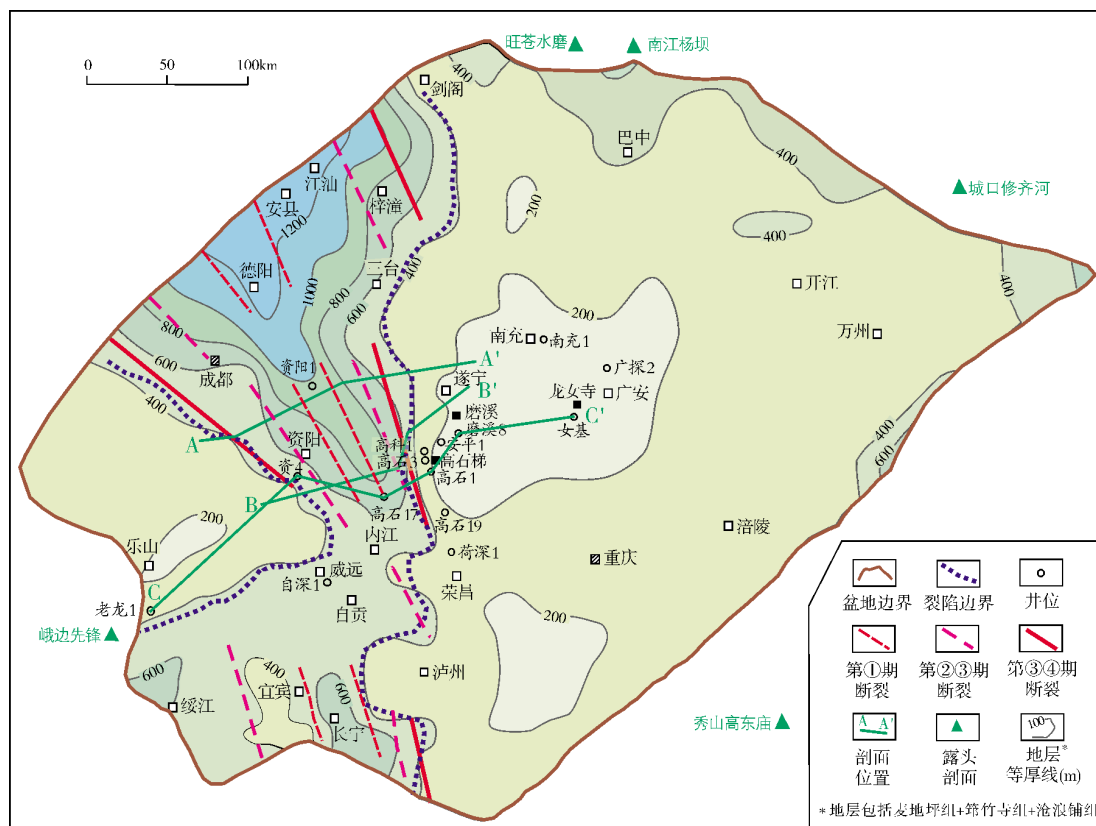 旺苍水磨
南江杨坝
0 50 100km
400
剑阁
400
巴中
400
江油
安县
梓潼
城口修齐河
1200
200
400
德阳
三台
400
1000
800
600
开江
400
200
万州
800
南充
南充1
600
成都
资阳1
A'
广探2
遂宁
B'
龙女寺
广安
400
磨溪
C'
A
磨溪8
女基
资阳
高科1
安平1
高石3
高石梯
400
资4
高石1
600
B
高石17
高石19
200
涪陵
乐山
内江
荷深1
重庆
威远
自深1
荣昌
C
自贡
老龙1
200
峨边先锋
600
400
泸州
宜宾
600
绥江
长宁
秀山高东庙
盆地边界
裂陷边界
井位
第①期
断裂
第②③期
断裂
第③④期
断裂
A A'
100
剖面
位置
露头
剖面
地层*
等厚线(m)
*地层包括麦地坪组+筇竹寺组+沧浪铺组